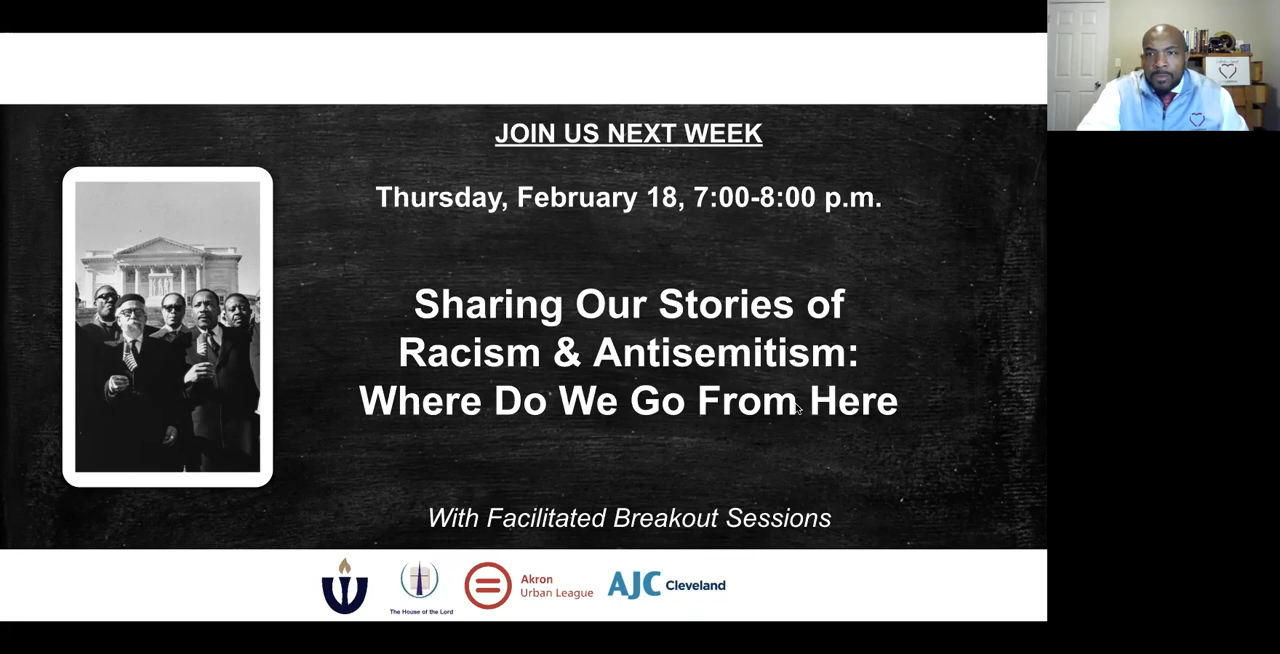 JOIN US NEXT WEEK
Thursday, February 18, 7:00-8:00 p.m.
Sharing Our Stories of
Racism & Antisemitism:
Where Do We Go From Here
With Facilitated Breakout Sessions
The House of the Lord
Akron
Urban League
AJC Cleveland